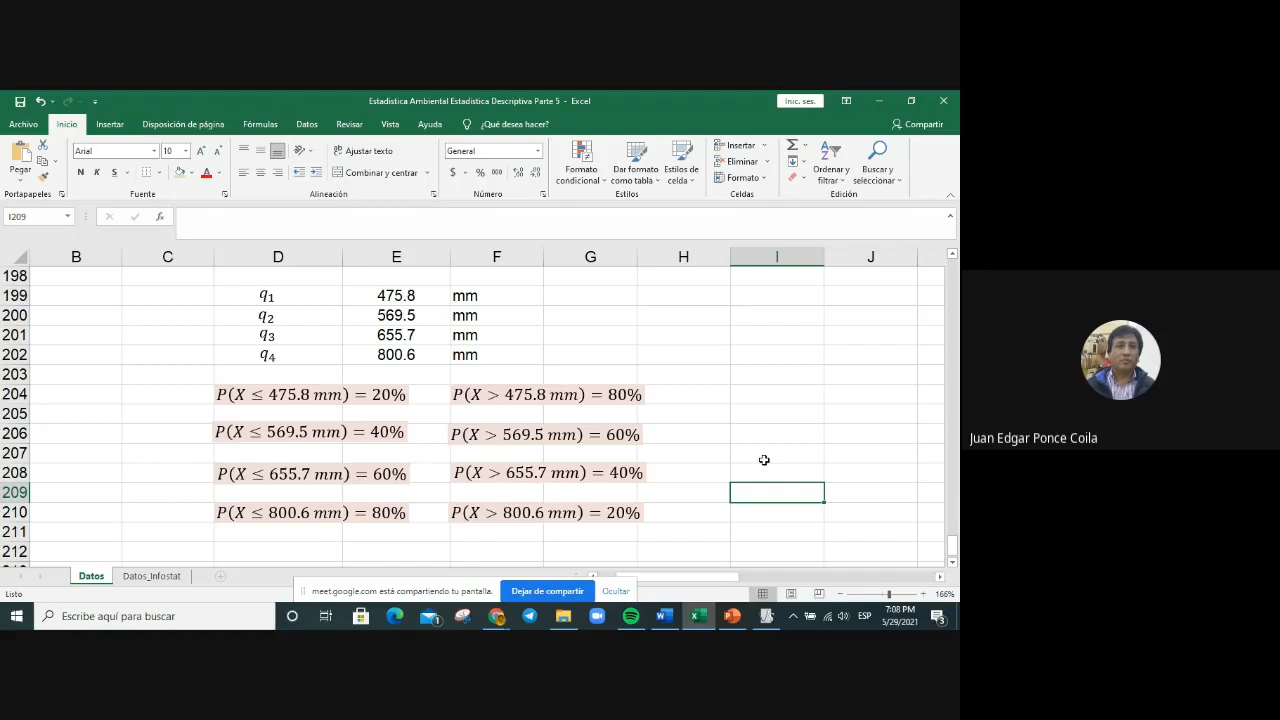 Estadistica Ambiental Estadistica Descriptiva Parte 5 - Excel
Inic. ses.
Archivo Inicio Insertar Disposición de página Fórmulas Datos Revisar Vista Ayuda ¿Qué desea hacer? Compartir
Pegar
Arial 10
N K S
Ajustar texto
Combinar y centrar
General
$ % 000
Formato condicional
Dar formato como tabla
Estilos de celda
Insertar
Eliminar
Formato
Ordenar y filtrar
Buscar y seleccionar
Portapapeles Fuente Alineación Número Estilos Celdas Edición
I209 fx
B C D E F G H I J
198
199 q1 475.8 mm
200 q2 569.5 mm
201 q3 655.7 mm
202 q4 800.6 mm
203
204 P(X ≤ 475.8 mm) = 20% P(X > 475.8 mm) = 80%
205
206 P(X ≤ 569.5 mm) = 40% P(X > 569.5 mm) = 60%
207
208 P(X ≤ 655.7 mm) = 60% P(X > 655.7 mm) = 40%
209
210 P(X ≤ 800.6 mm) = 80% P(X > 800.6 mm) = 20%
211
212
Datos Datos_Infostat
Listo
meet.google.com está compartiendo tu pantalla. Dejar de compartir Ocultar
166%
Escribe aquí para buscar
ESP
7:08 PM
5/29/2021
Juan Edgar Ponce Coila